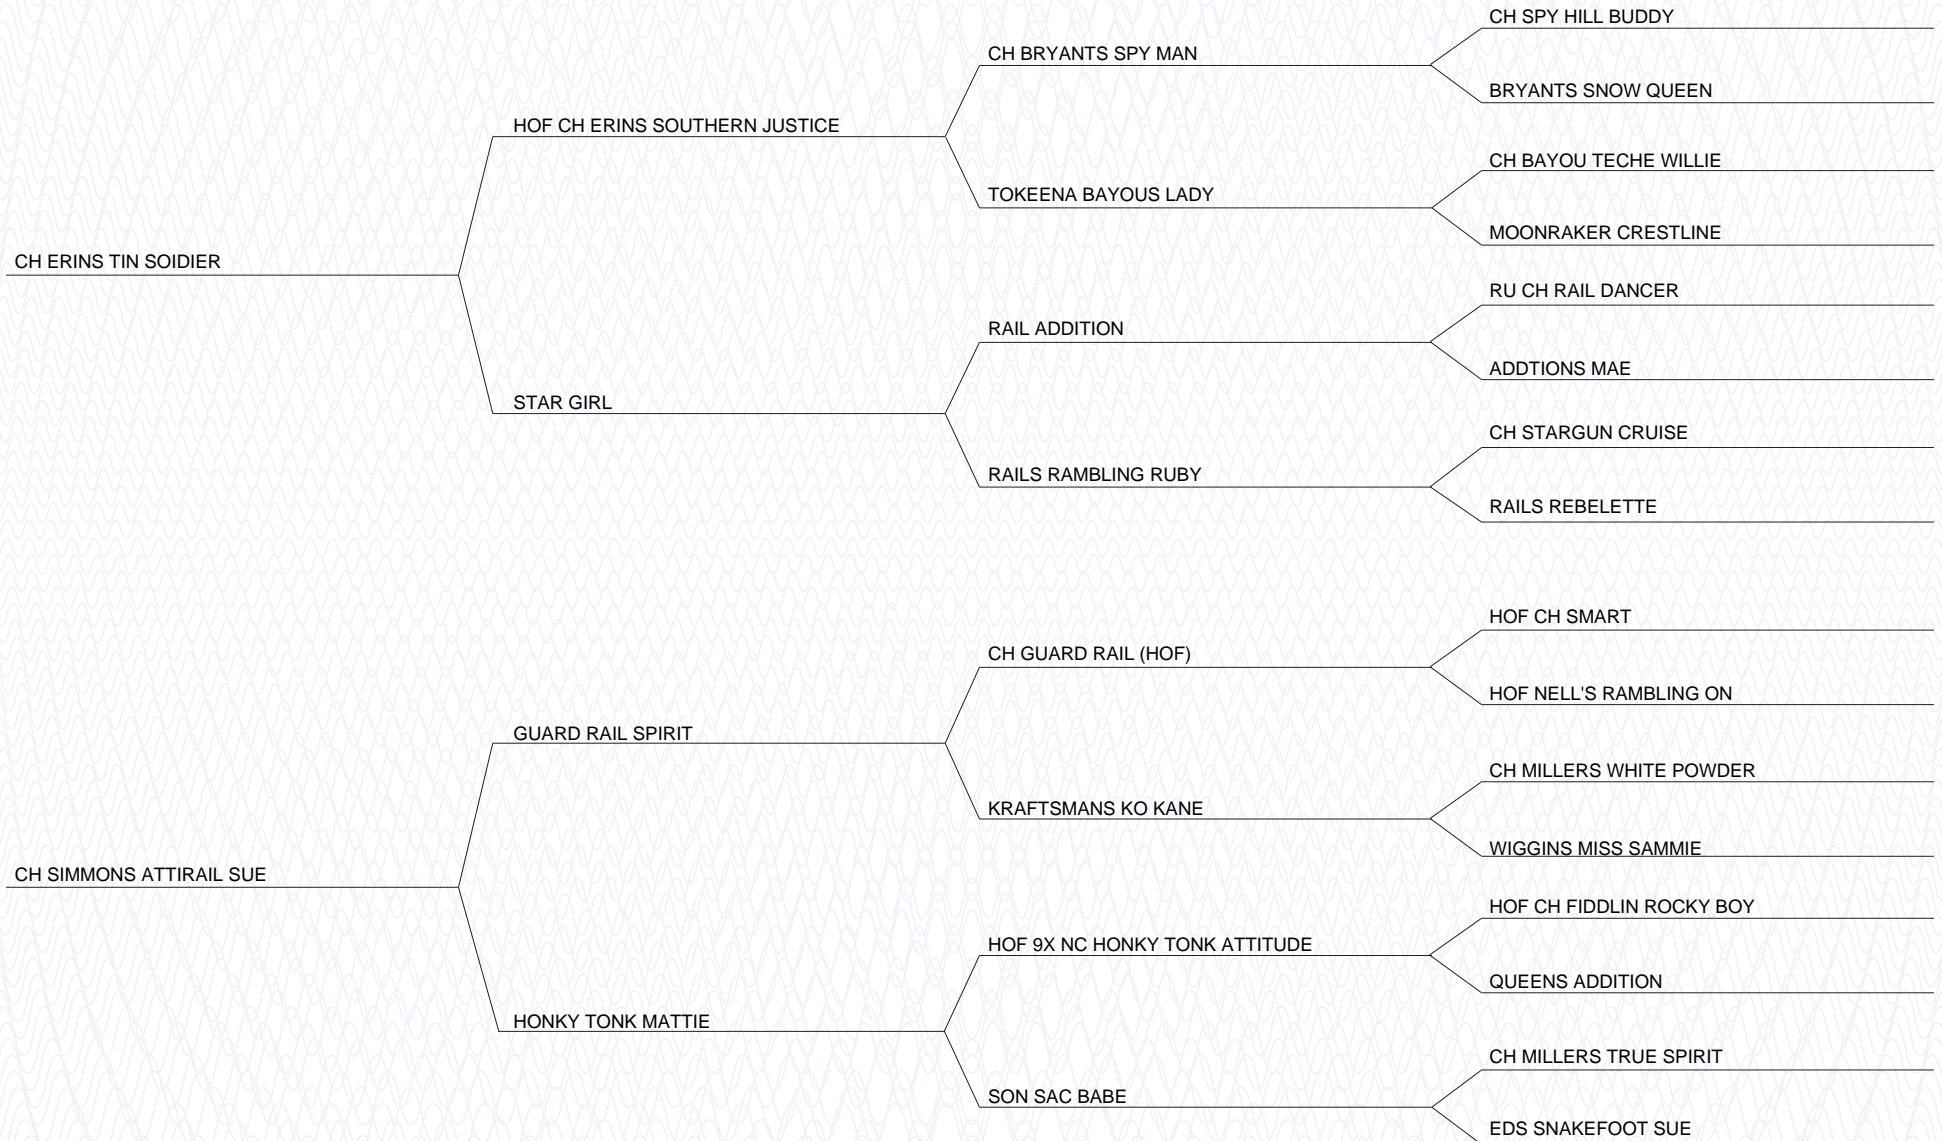 CH SPY HILL BUDDY
CH BRYANTS SPY MAN
BRYANTS SNOW QUEEN
HOF CH ERINS SOUTHERN JUSTICE
CH BAYOU TECHE WILLIE
TOKEENA BAYOUS LADY
MOONRAKER CRESTLINE
CH ERINS TIN SOIDIER
RU CH RAIL DANCER
RAIL ADDITION
ADDTIONS MAE
STAR GIRL
CH STARGUN CRUISE
RAILS RAMBLING RUBY
RAILS REBELETTE
HOF CH SMART
CH GUARD RAIL (HOF)
HOF NELL'S RAMBLING ON
GUARD RAIL SPIRIT
CH MILLERS WHITE POWDER
KRAFTSMANS KO KANE
WIGGINS MISS SAMMIE
CH SIMMONS ATTIRAIL SUE
HOF CH FIDDLIN ROCKY BOY
HOF 9X NC HONKY TONK ATTITUDE
QUEENS ADDITION
HONKY TONK MATTIE
CH MILLERS TRUE SPIRIT
SON SAC BABE
EDS SNAKEFOOT SUE